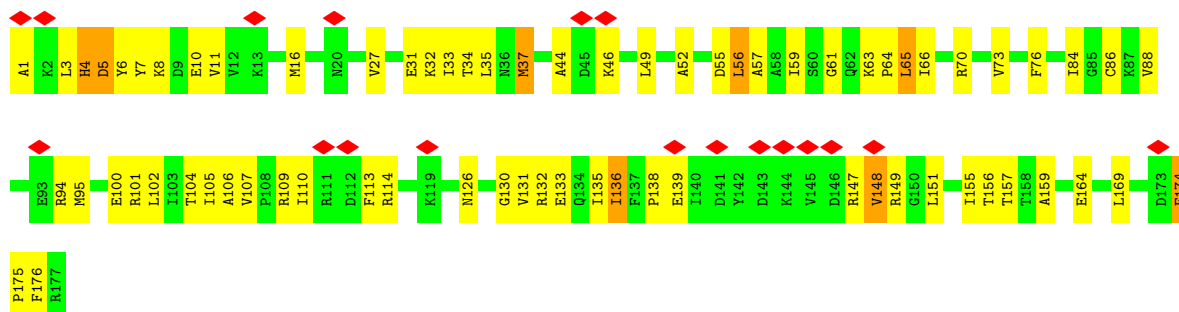 A1 K2 L3 H4 D5 Y6 Y7 K8 D9 E10 V11 V12 K13 M16 N20 V27 E31 K32 I33 T34 L35 N36 M37 A44 D45 K46 L49 A52 D55 L56 A57 A58 I59 S60 G61 Q62 K63 P64 L65 I66 R70 V73 F76 I84 G85 C86 K87 V88
E93 R94 M95 E100 R101 L102 I103 T104 I105 A106 V107 P108 R109 I110 R111 D112 F113 R114 K119 N126 G130 V131 R132 E133 Q134 I135 I136 F137 P138 E139 I140 D141 Y142 D143 K144 V145 D146 R147 V148 R149 G150 L151 I155 T156 T157 T158 A159 E164 L169 D173
P175 F176 R177